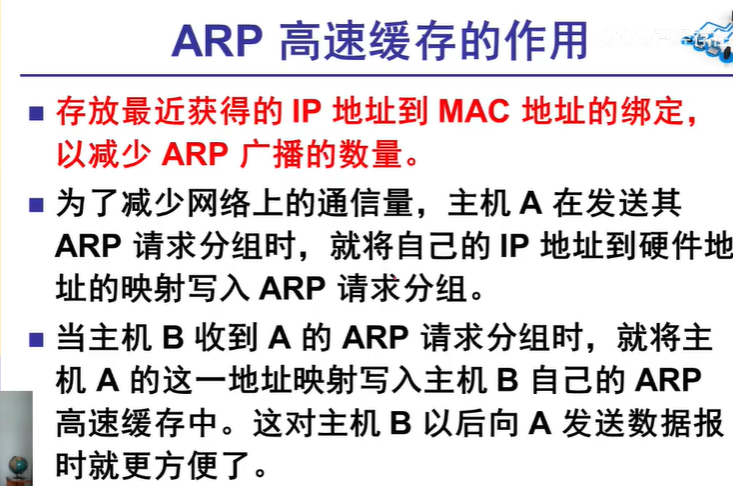 ARP 高速缓存的作用
存放最近获得的 IP 地址到 MAC 地址的绑定，
以减少 ARP 广播的数量。
为了减少网络上的通信量，主机 A 在发送其
ARP 请求分组时，就将自己的 IP 地址到硬件地
址的映射写入 ARP 请求分组。
当主机 B 收到 A 的 ARP 请求分组时，就将主
机 A 的这一地址映射写入主机 B 自己的 ARP
高速缓存中。这对主机 B 以后向 A 发送数据报
时就更方便了。